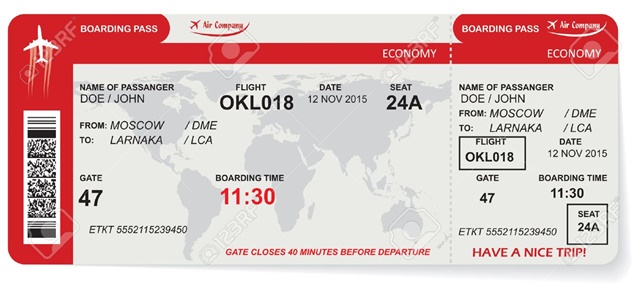 BOARDING PASS
Air Company
ECONOMY
NAME OF PASSANGER
DOE / JOHN
FLIGHT
OKL018
DATE
12 NOV 2015
SEAT
24A
FROM: MOSCOW / DME
TO: LARNAKA / LCA
GATE
47
BOARDING TIME
11:30
ETKT 5552115239450
GATE CLOSES 40 MINUTES BEFORE DEPARTURE
BOARDING PASS
Air Company
ECONOMY
NAME OF PASSANGER
DOE / JOHN
FROM: MOSCOW / DME
TO: LARNAKA / LCA
FLIGHT
OKL018
DATE
12 NOV 2015
GATE
47
BOARDING TIME
11:30
SEAT
24A
ETKT 5552115239450
HAVE A NICE TRIP!
123RF